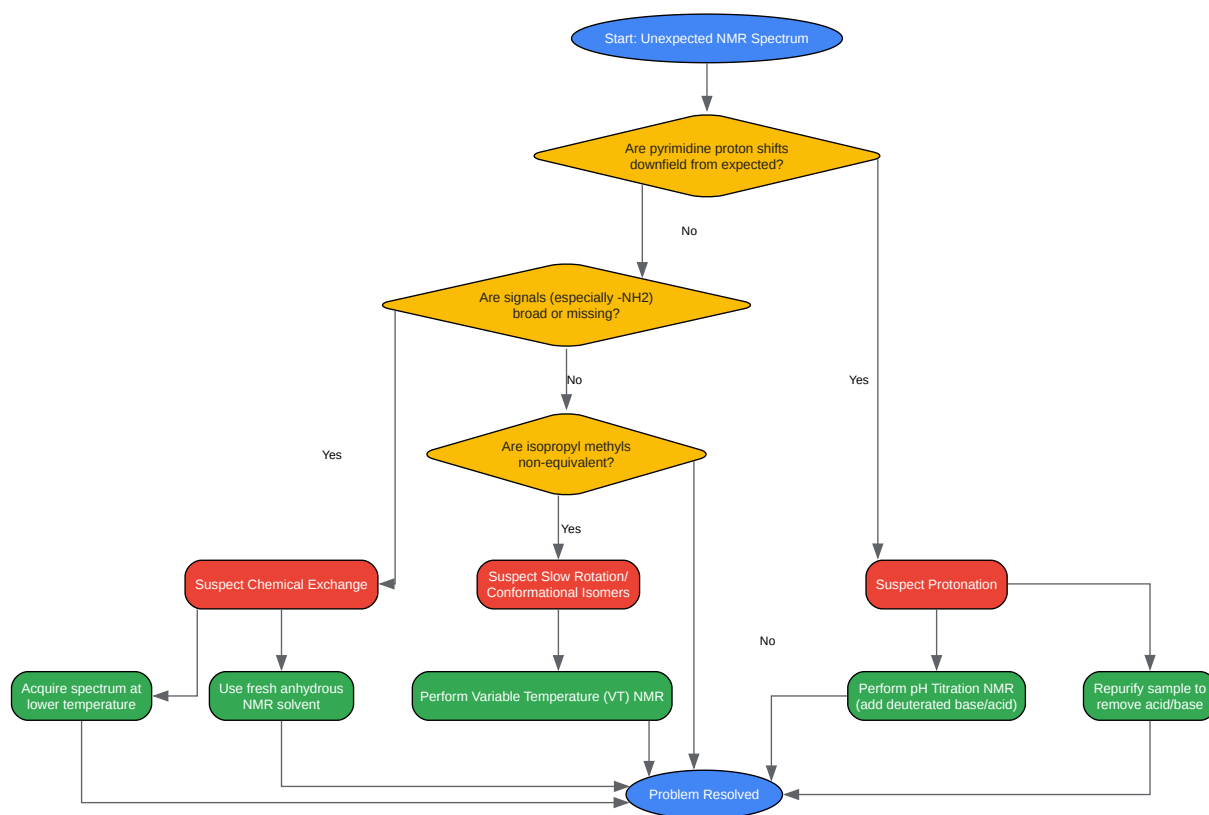 Start: Unexpected NMR Spectrum
Are pyrimidine proton shifts
downfield from expected?
No
Are signals (especially -NH2)
broad or missing?
No
Yes
Are isopropyl methyls
non-equivalent?
Yes
Yes
Suspect Chemical Exchange
Suspect Slow Rotation/
Conformational Isomers
Suspect Protonation
No
Acquire spectrum at
lower temperature
Use fresh anhydrous
NMR solvent
Perform Variable Temperature (VT) NMR
Perform pH Titration NMR
(add deuterated base/acid)
Repurify sample to
remove acid/base
Problem Resolved